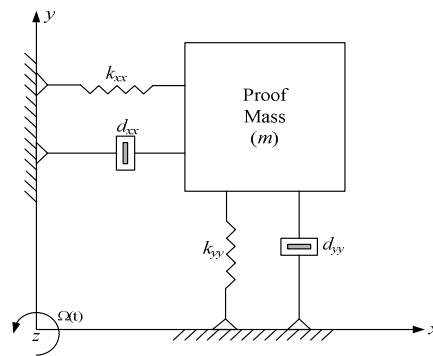 y
k_xx
Proof
Mass
(m)
d_xx
k_yy
d_yy
Ω(t)
z
x